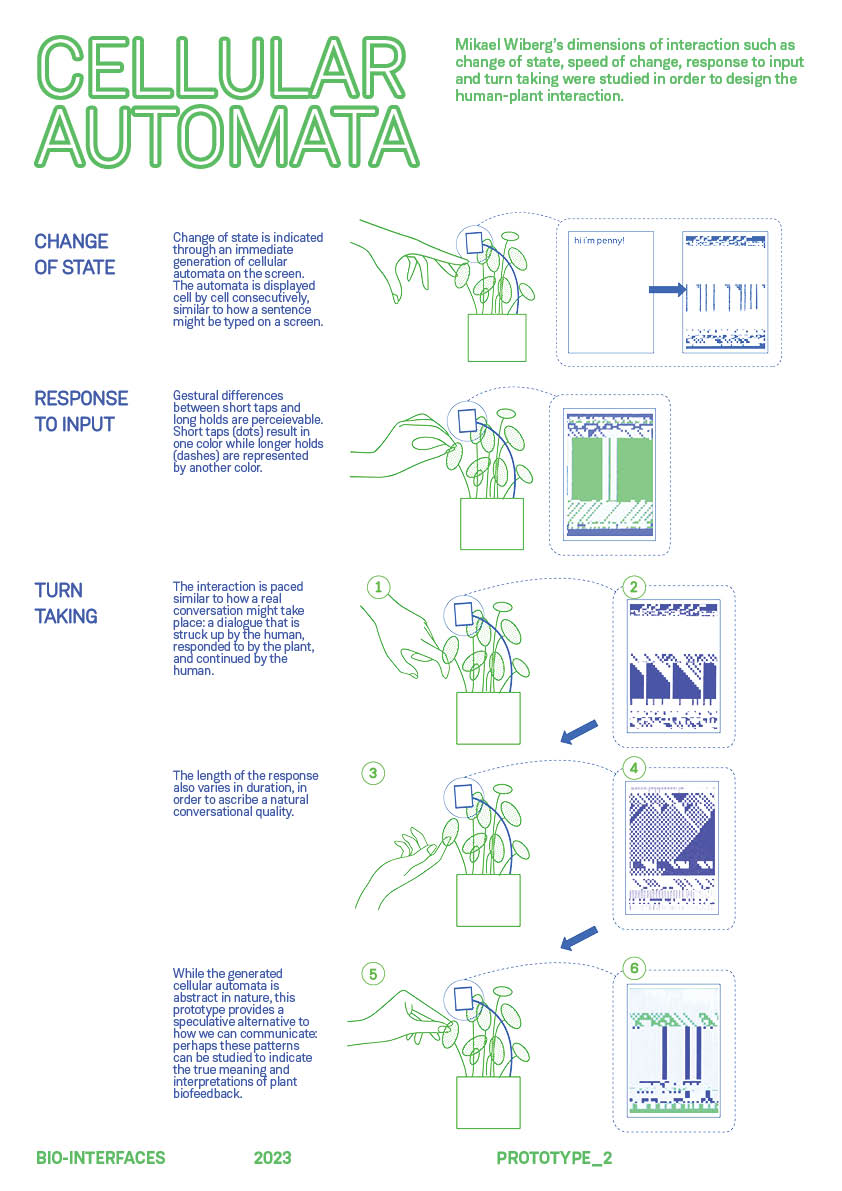 CELLULAR
AUTOMATA
Mikael Wiberg's dimensions of interaction such as
change of state, speed of change, response to input
and turn taking were studied in order to design the
human-plant interaction.
CHANGE
OF STATE
Change of state is indicated
through an immediate
generation of cellular
automata on the screen.
The automata is displayed
cell by cell consecutively,
similar to how a sentence
might be typed on a screen.
hi i'm penny!
RESPONSE
TO INPUT
Gestural differences
between short taps and
long holds are perceievable.
Short taps (dots) result in
one color while longer holds
(dashes) are represented
by another color.
TURN
TAKING
The interaction is paced
similar to how a real
conversation might take
place: a dialogue that is
struck up by the human,
responded to by the plant,
and continued by the
human.
1
2
The length of the response
also varies in duration, in
order to ascribe a natural
conversational quality.
3
4
While the generated
cellular automata is
abstract in nature, this
prototype provides a
speculative alternative to
how we can communicate:
perhaps these patterns
can be studied to indicate
the true meaning and
interpretations of plant
biofeedback.
5
6
BIO-INTERFACES
2023
PROTOTYPE_2